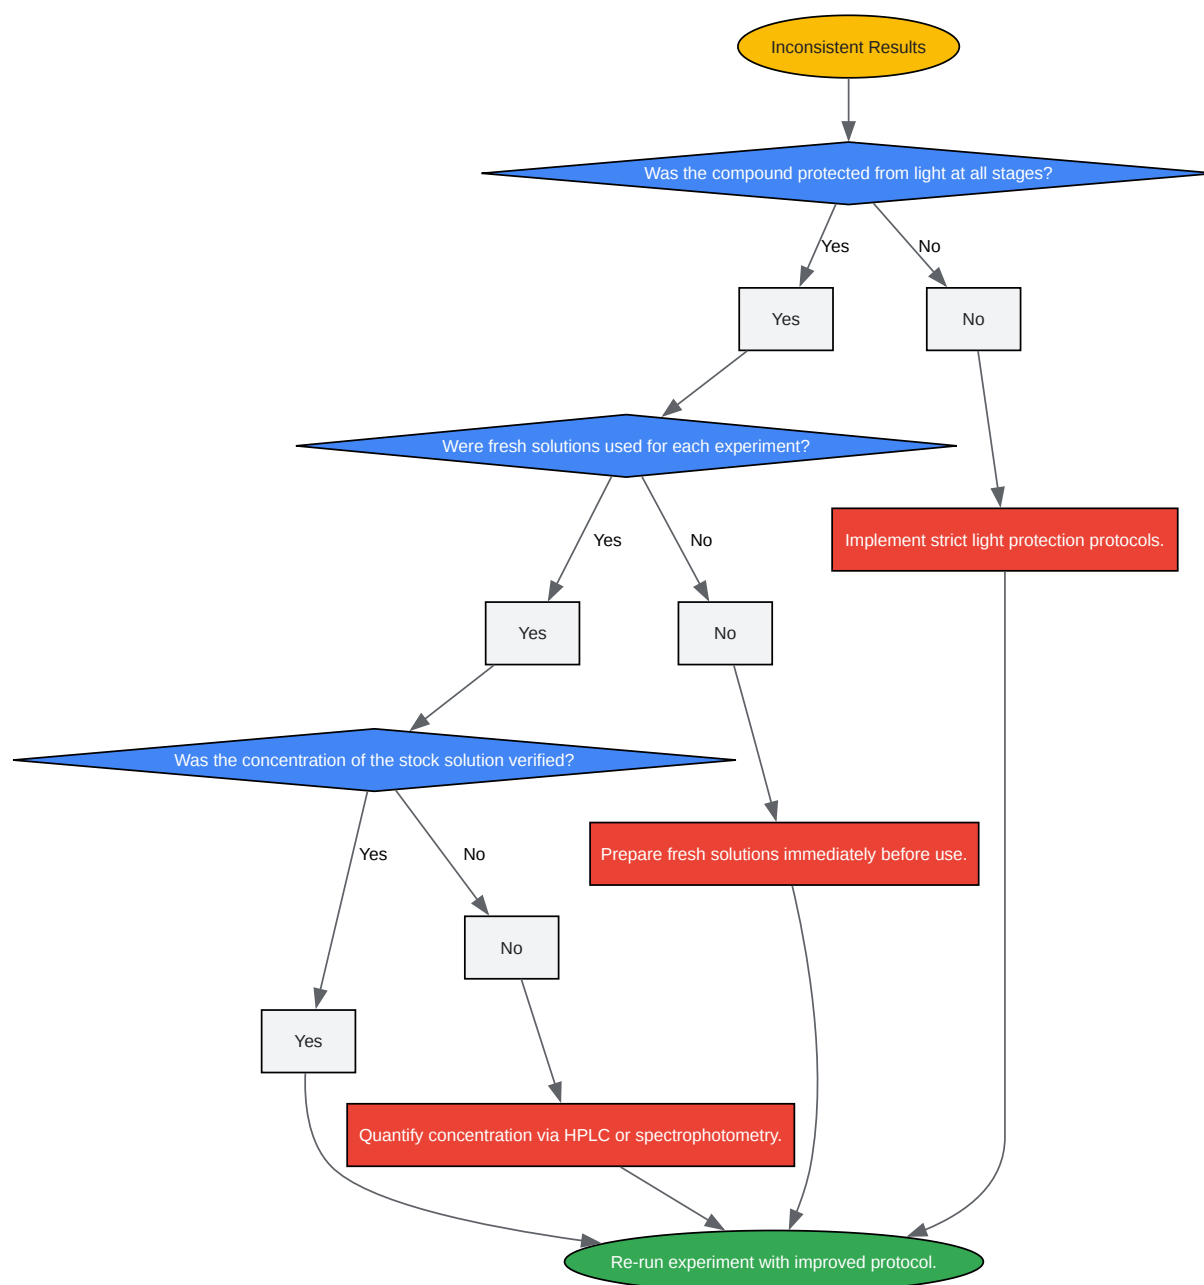 Inconsistent Results
Was the compound protected from light at all stages?
Yes
No
Yes
No
Were fresh solutions used for each experiment?
Yes
No
Implement strict light protection protocols.
Yes
No
Was the concentration of the stock solution verified?
Yes
No
Prepare fresh solutions immediately before use.
No
Yes
Quantify concentration via HPLC or spectrophotometry.
Re-run experiment with improved protocol.